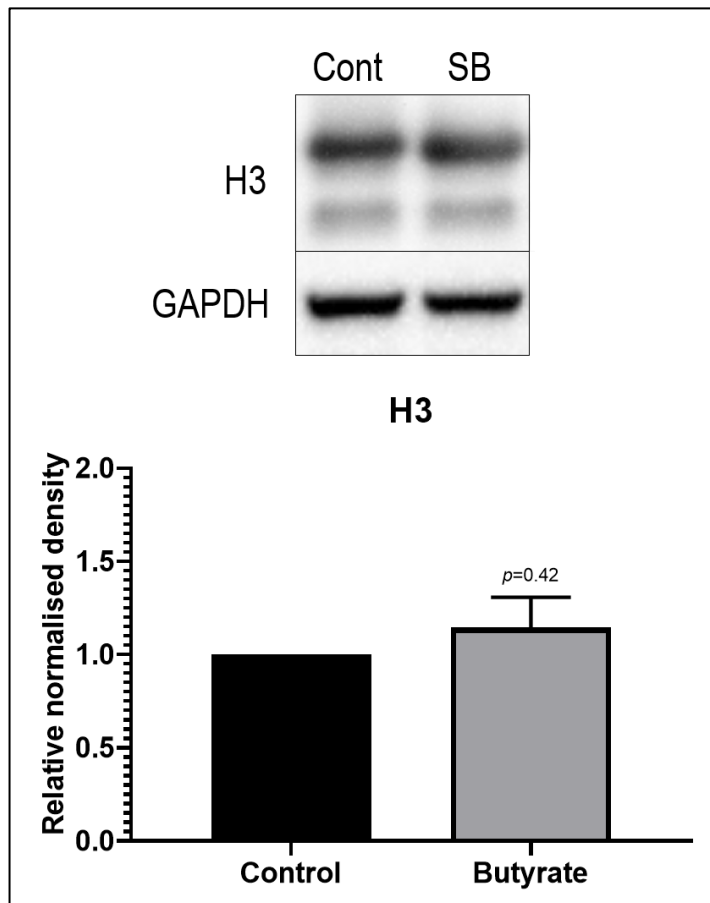 Cont SB
H3
GAPDH
H3
Relative normalised density
2.0
1.5
1.0
0.5
0.0
p=0.42
Control Butyrate